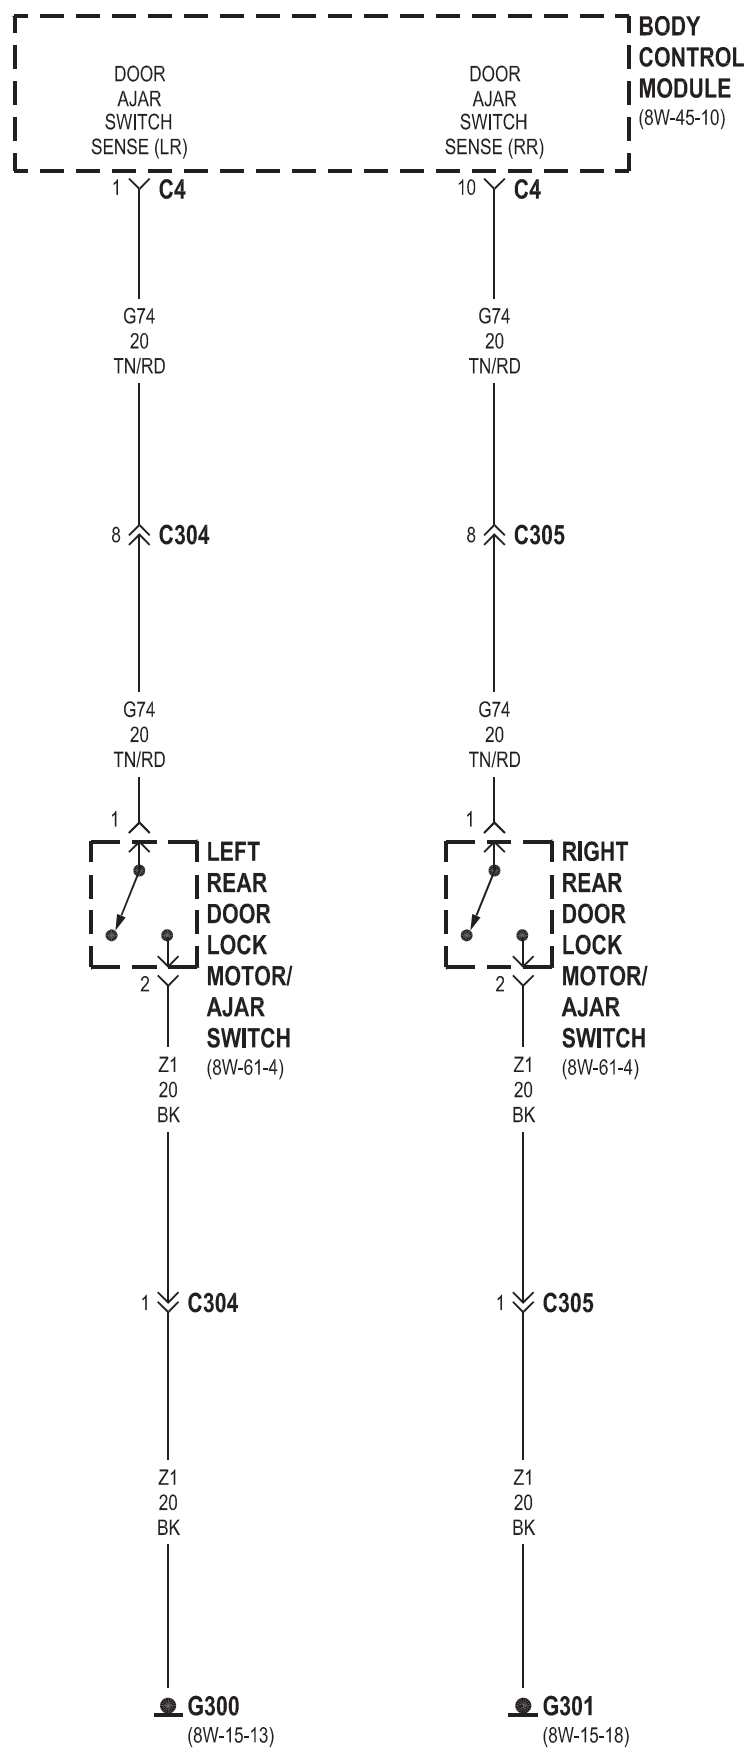 BODY
CONTROL
MODULE
(8W-45-10)
DOOR
AJAR
SWITCH
SENSE (LR)
DOOR
AJAR
SWITCH
SENSE (RR)
1 C4
10 C4
G74
20
TN/RD
G74
20
TN/RD
8 C304
8 C305
G74
20
TN/RD
G74
20
TN/RD
1
1
LEFT
REAR
DOOR
LOCK
MOTOR/
AJAR
SWITCH
(8W-61-4)
RIGHT
REAR
DOOR
LOCK
MOTOR/
AJAR
SWITCH
(8W-61-4)
2
2
Z1
20
BK
Z1
20
BK
1 C304
1 C305
Z1
20
BK
Z1
20
BK
G300
(8W-15-13)
G301
(8W-15-18)